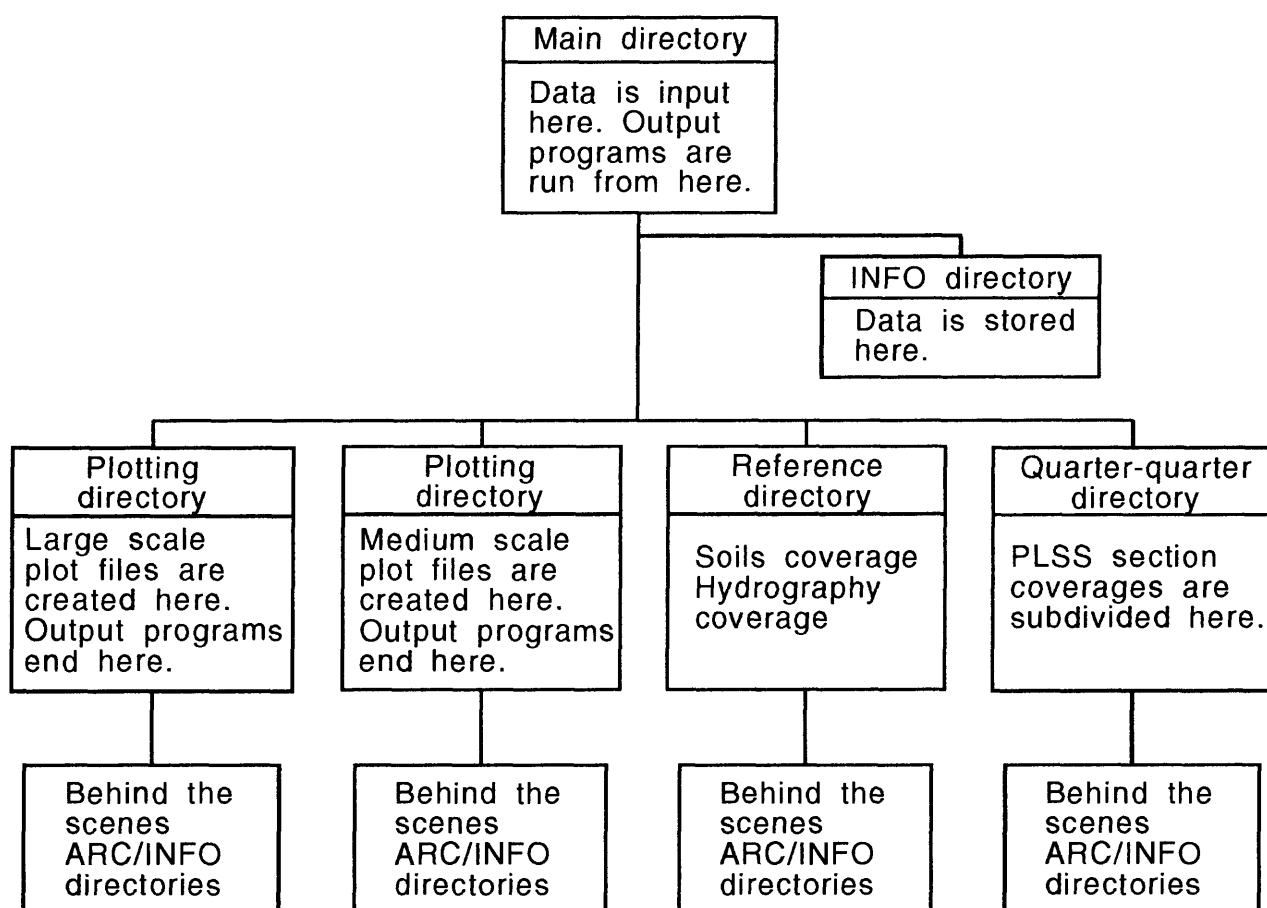 Main directory
Data is input
here. Output
programs are
run from here.
INFO directory
Data is stored
here.
Plotting
directory
Large scale
plot files are
created here.
Output programs
end here.
Plotting
directory
Medium scale
plot files are
created here.
Output programs
end here.
Reference
directory
Soils coverage
Hydrography
coverage
Quarter-quarter
directory
PLSS section
coverages are
subdivided here.
Behind the
scenes
ARC/INFO
directories
Behind the
scenes
ARC/INFO
directories
Behind the
scenes
ARC/INFO
directories
Behind the
scenes
ARC/INFO
directories